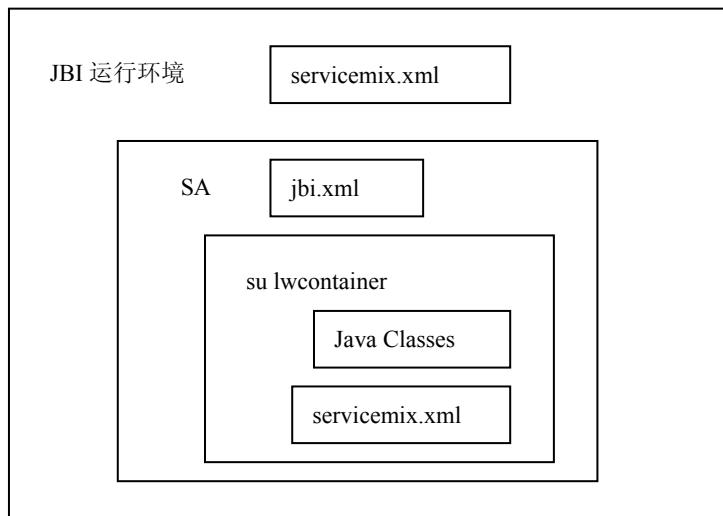 JBI 运行环境
servicemix.xml
SA
jbi.xml
su lwcontainer
Java Classes
servicemix.xml